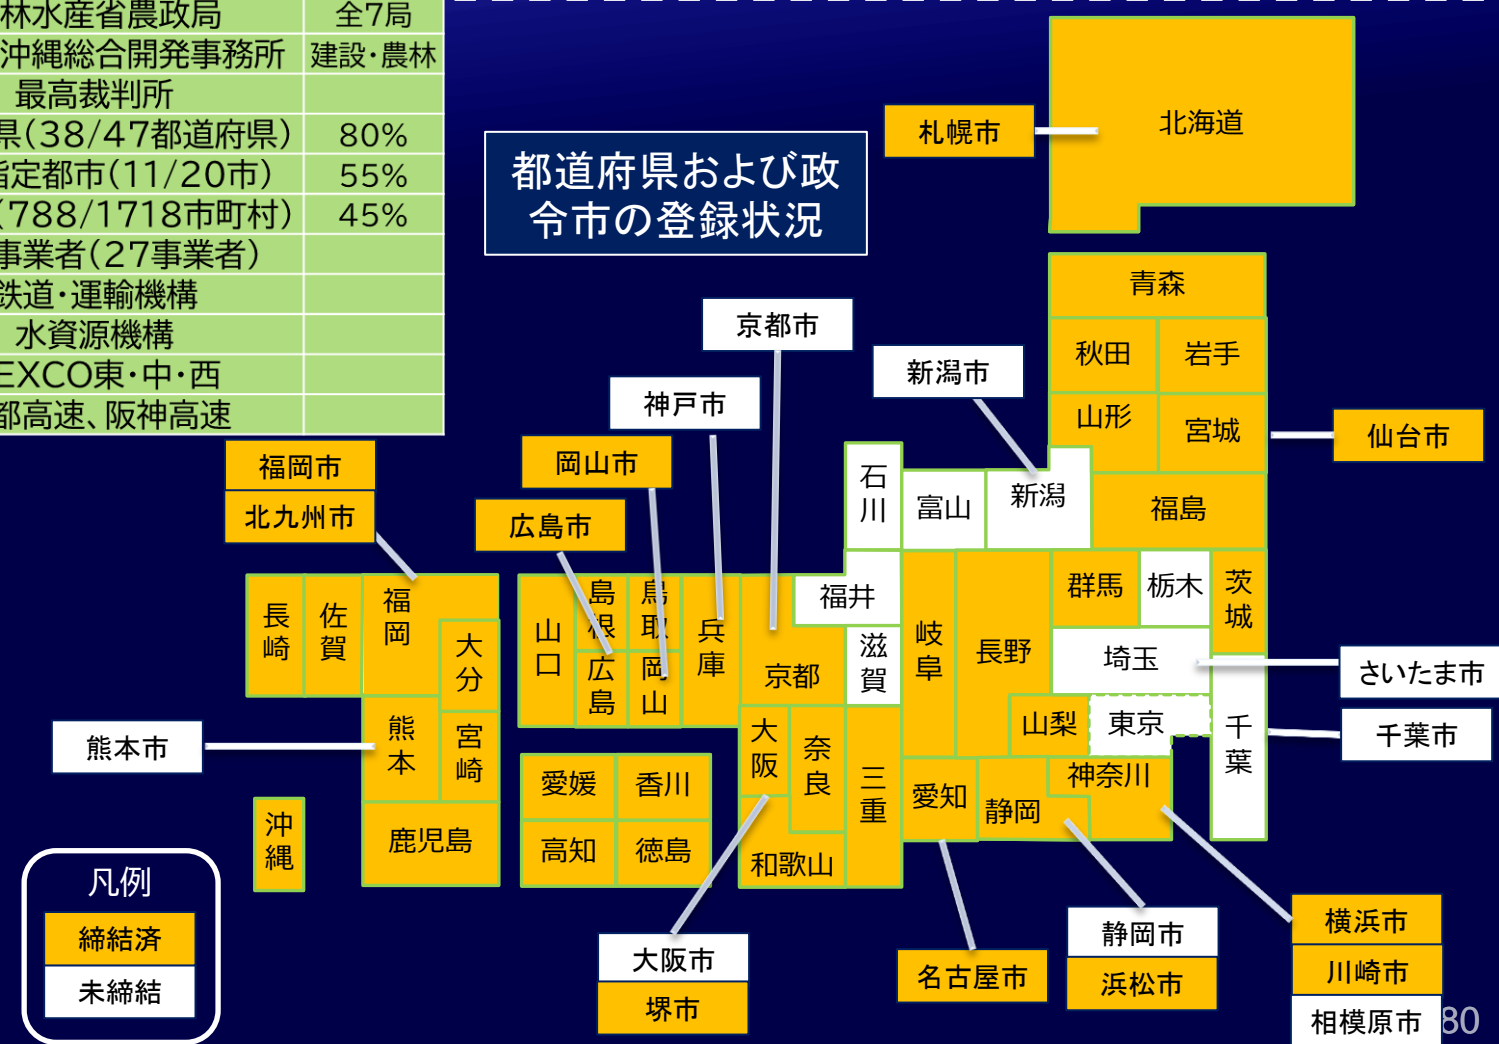 林水産省農政局 全7局
沖縄総合開発事務所 建設・農林
最高裁判所
県(38/47都道府県) 80%
指定都市(11/20市) 55%
(788/1718市町村) 45%
事業者(27事業者)
鉄道・運輸機構
水資源機構
EXCO東・中・西
都高速、阪神高速
都道府県および政
令市の登録状況
札幌市
北海道
青森
秋田
岩手
山形
宮城
仙台市
福島
新潟市
新潟
富山
石川
福井
京都市
神戸市
岡山市
広島市
福岡市
北九州市
長崎
佐賀
福岡
大分
熊本
宮崎
鹿児島
沖縄
熊本市
山口
島根
鳥取
広島
岡山
兵庫
京都
滋賀
岐阜
長野
群馬
栃木
茨城
埼玉
さいたま市
千葉
千葉市
東京
山梨
神奈川
静岡
愛知
三重
奈良
大阪
和歌山
愛媛
香川
高知
徳島
大阪市
堺市
名古屋市
静岡市
浜松市
横浜市
川崎市
相模原市
凡例
締結済
未締結
80